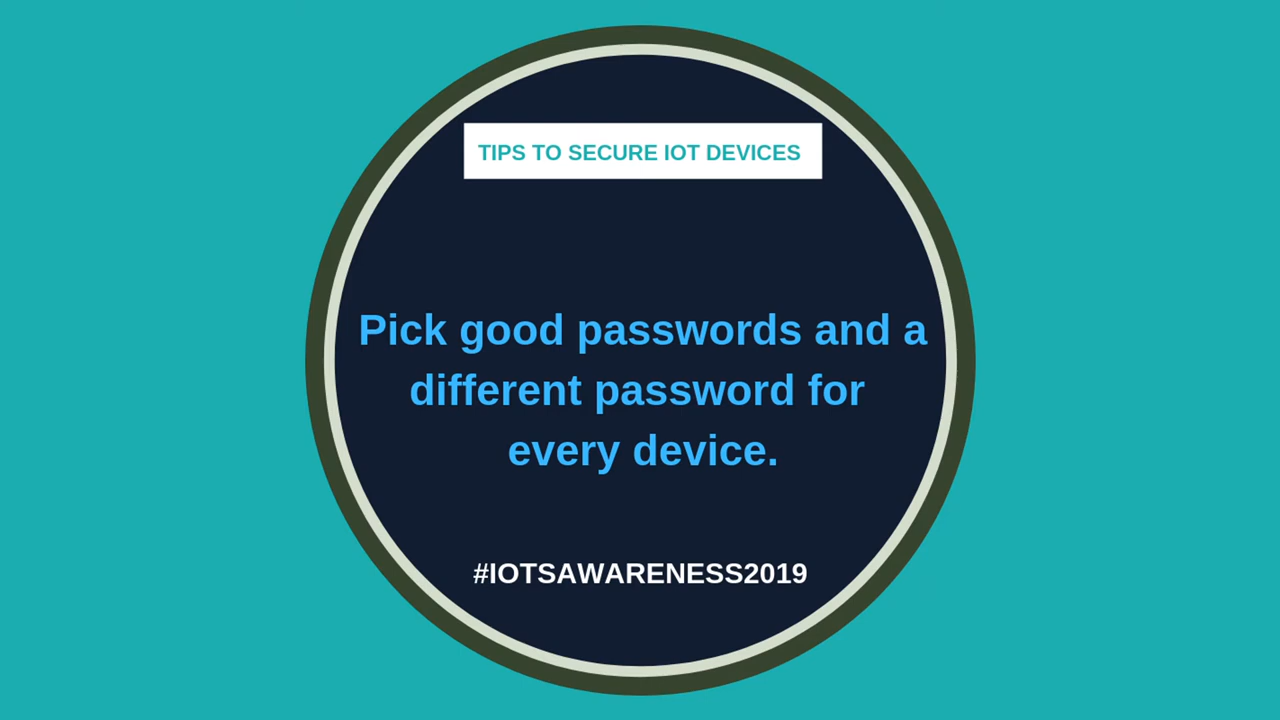 TIPS TO SECURE IOT DEVICES
Pick good passwords and a
different password for
every device.
#IOTSAWARENESS2019